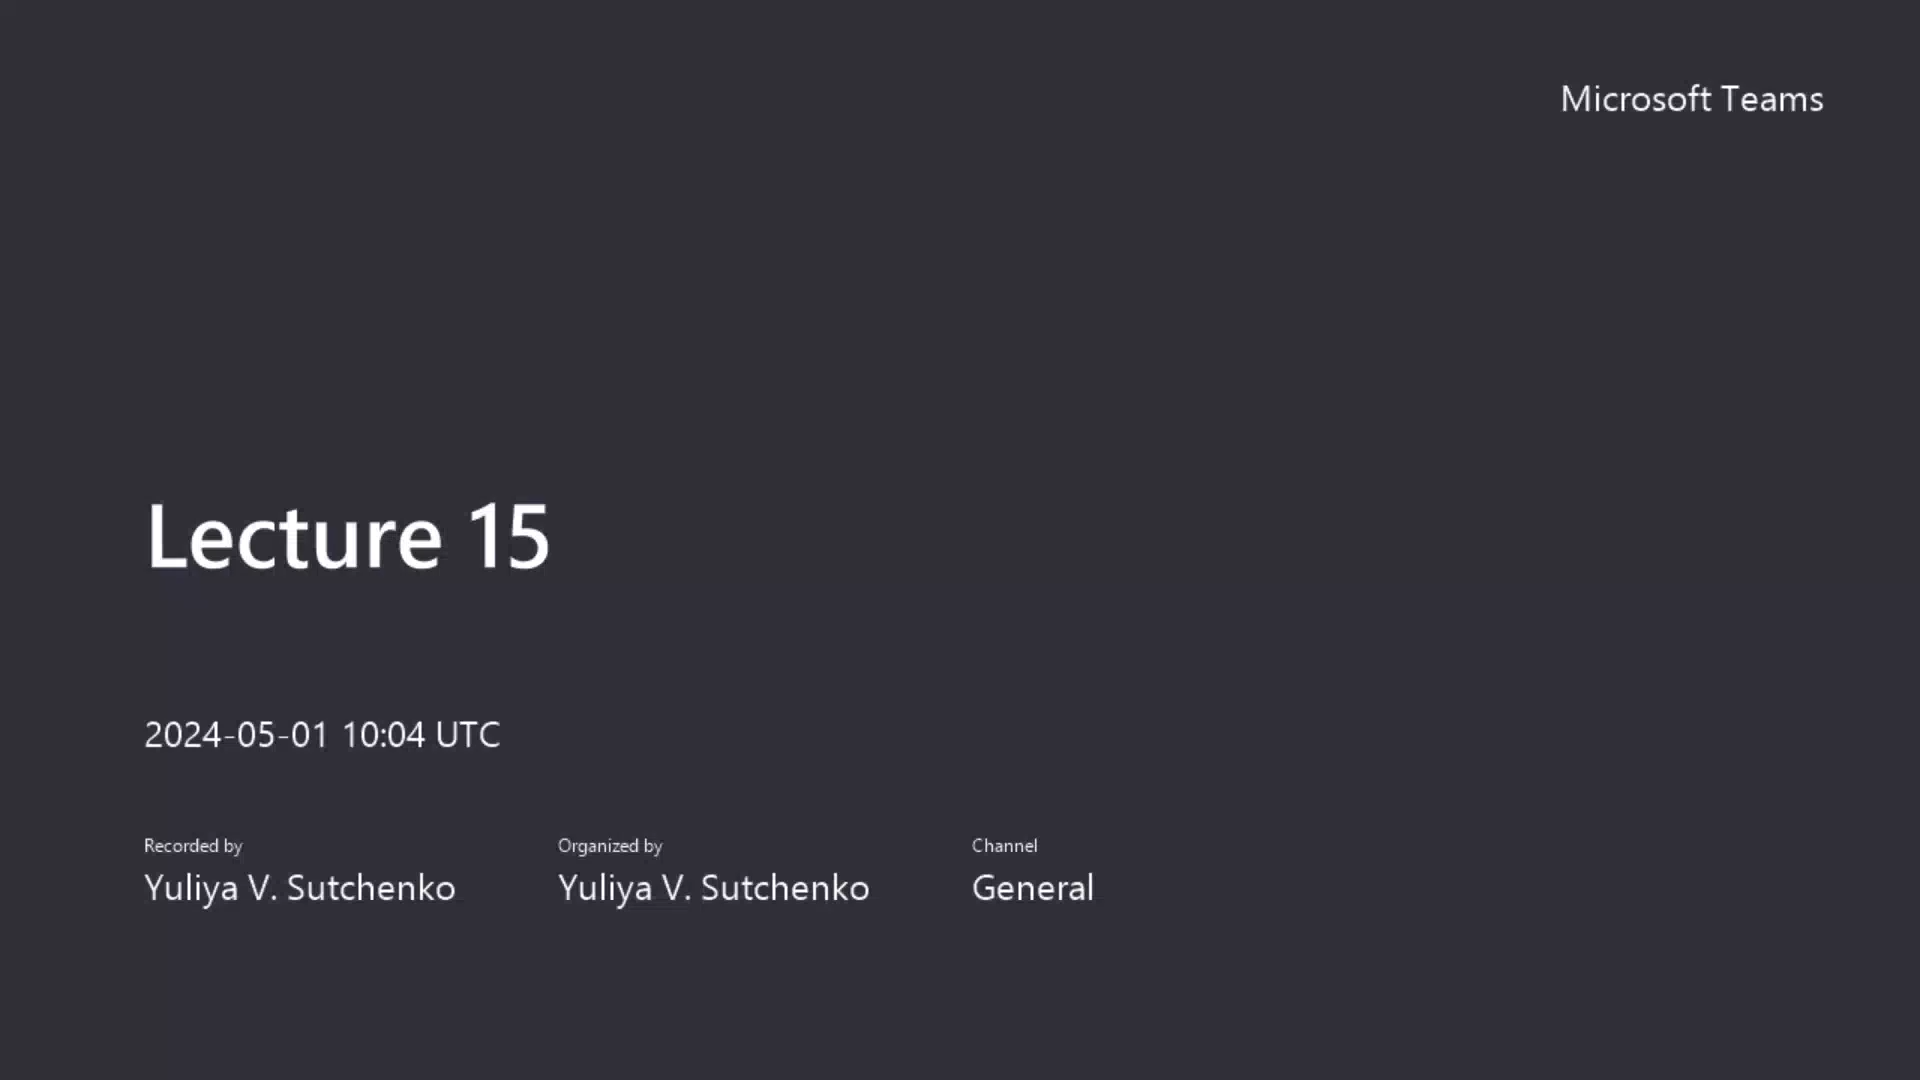 Microsoft Teams
Lecture 15
2024-05-01 10:04 UTC
Recorded by
Yuliya V. Sutchenko
Organized by
Yuliya V. Sutchenko
Channel
General